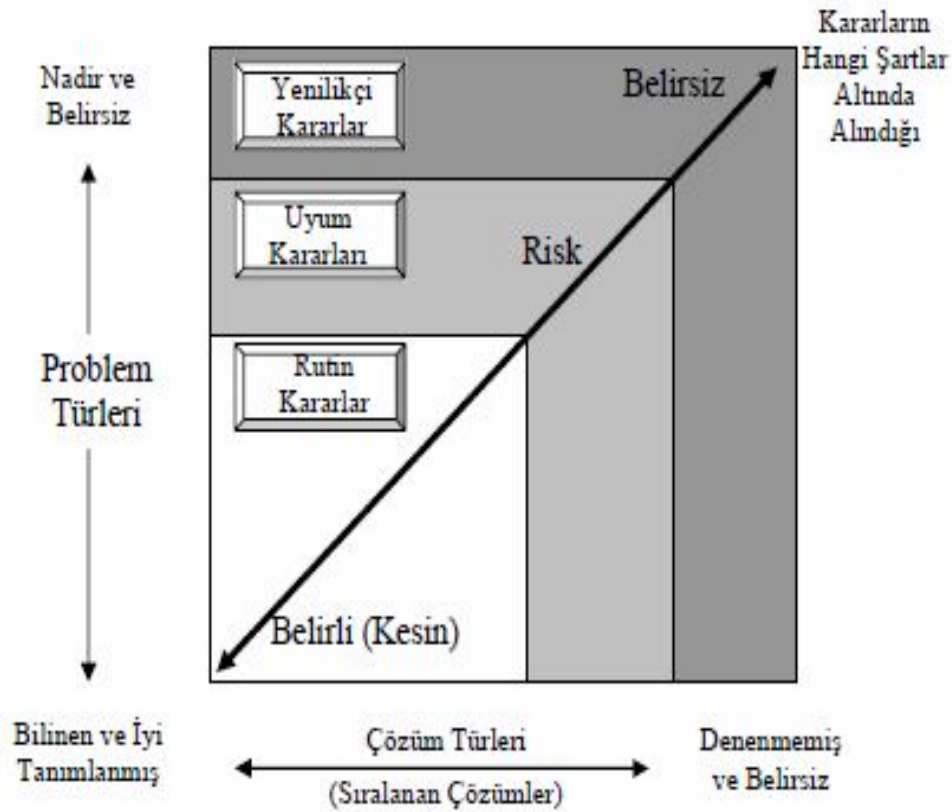 Kararların
Hangi Şartlar
Altında
Alındığı
Nadir ve
Belirsiz
Yenilikçi
Kararlar
Belirsiz
Uyum
Kararları
Risk
Rutin
Kararlar
Problem
Türleri
Belirli (Kesin)
Bilinen ve İyi
Tanımlanmış
Çözüm Türleri
(Sıralanan Çözümler)
Denenmemiş
ve Belirsiz